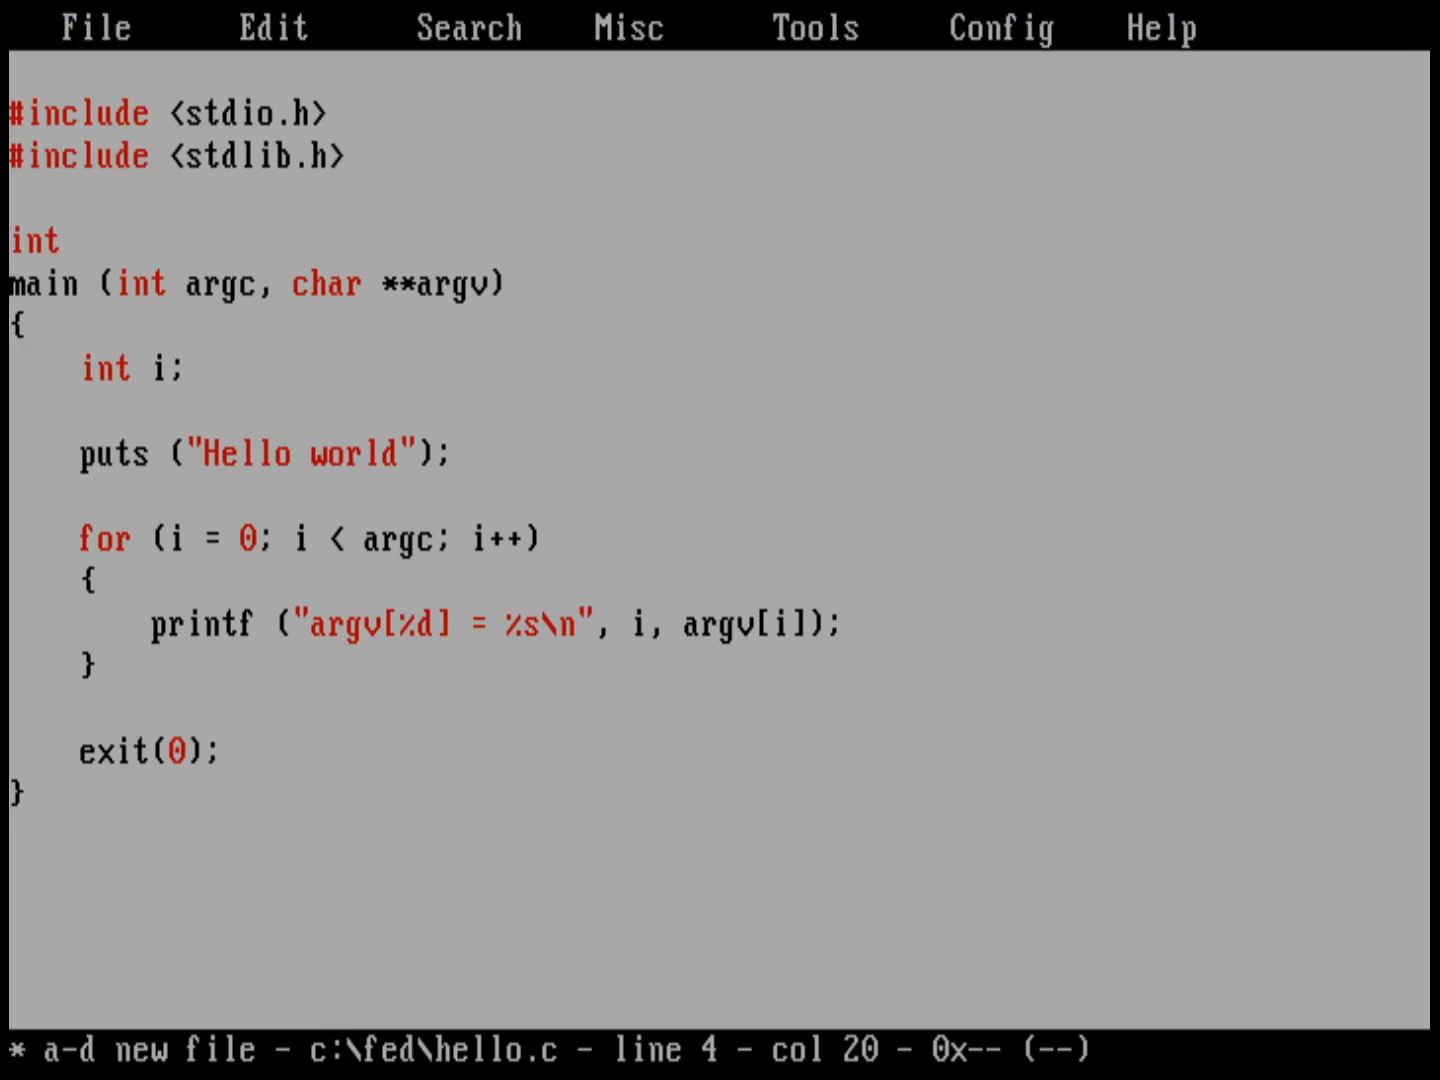 File Edit Search Misc Tools Config Help
#include <stdio.h>
#include <stdlib.h>
int
main (int argc, char **argv)
{
    int i;
    puts ("Hello world");
    for (i = 0; i < argc; i++)
    {
        printf ("argv[%d] = %s\n", i, argv[i]);
    }
    exit(0);
}
* a-d new file - c:\fed\hello.c - line 4 - col 20 - 0x-- (--)